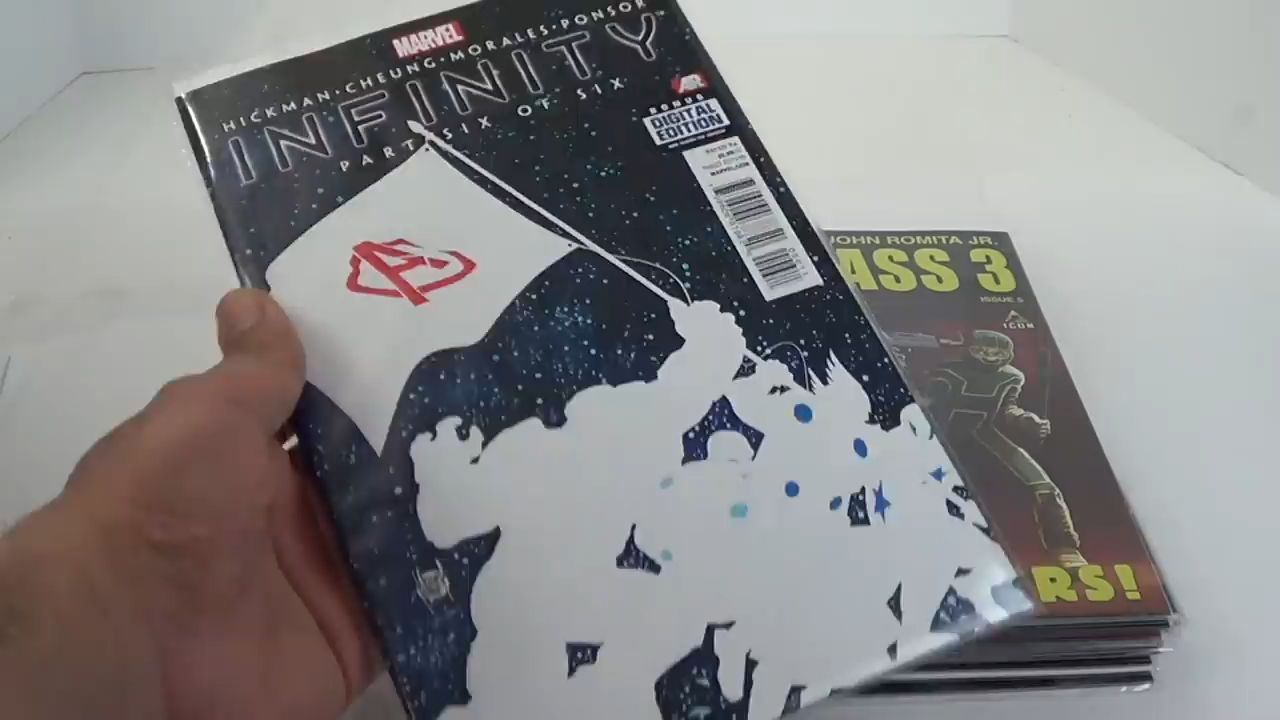 MARVEL
HICKMAN·CHEUNG·MORALES·PONSOR
INFINITY
PART SIX OF SIX
BONUS
DIGITAL
EDITION
JOHN ROMITA JR.
ASS 3
ISSUE 5
ICON
RS!